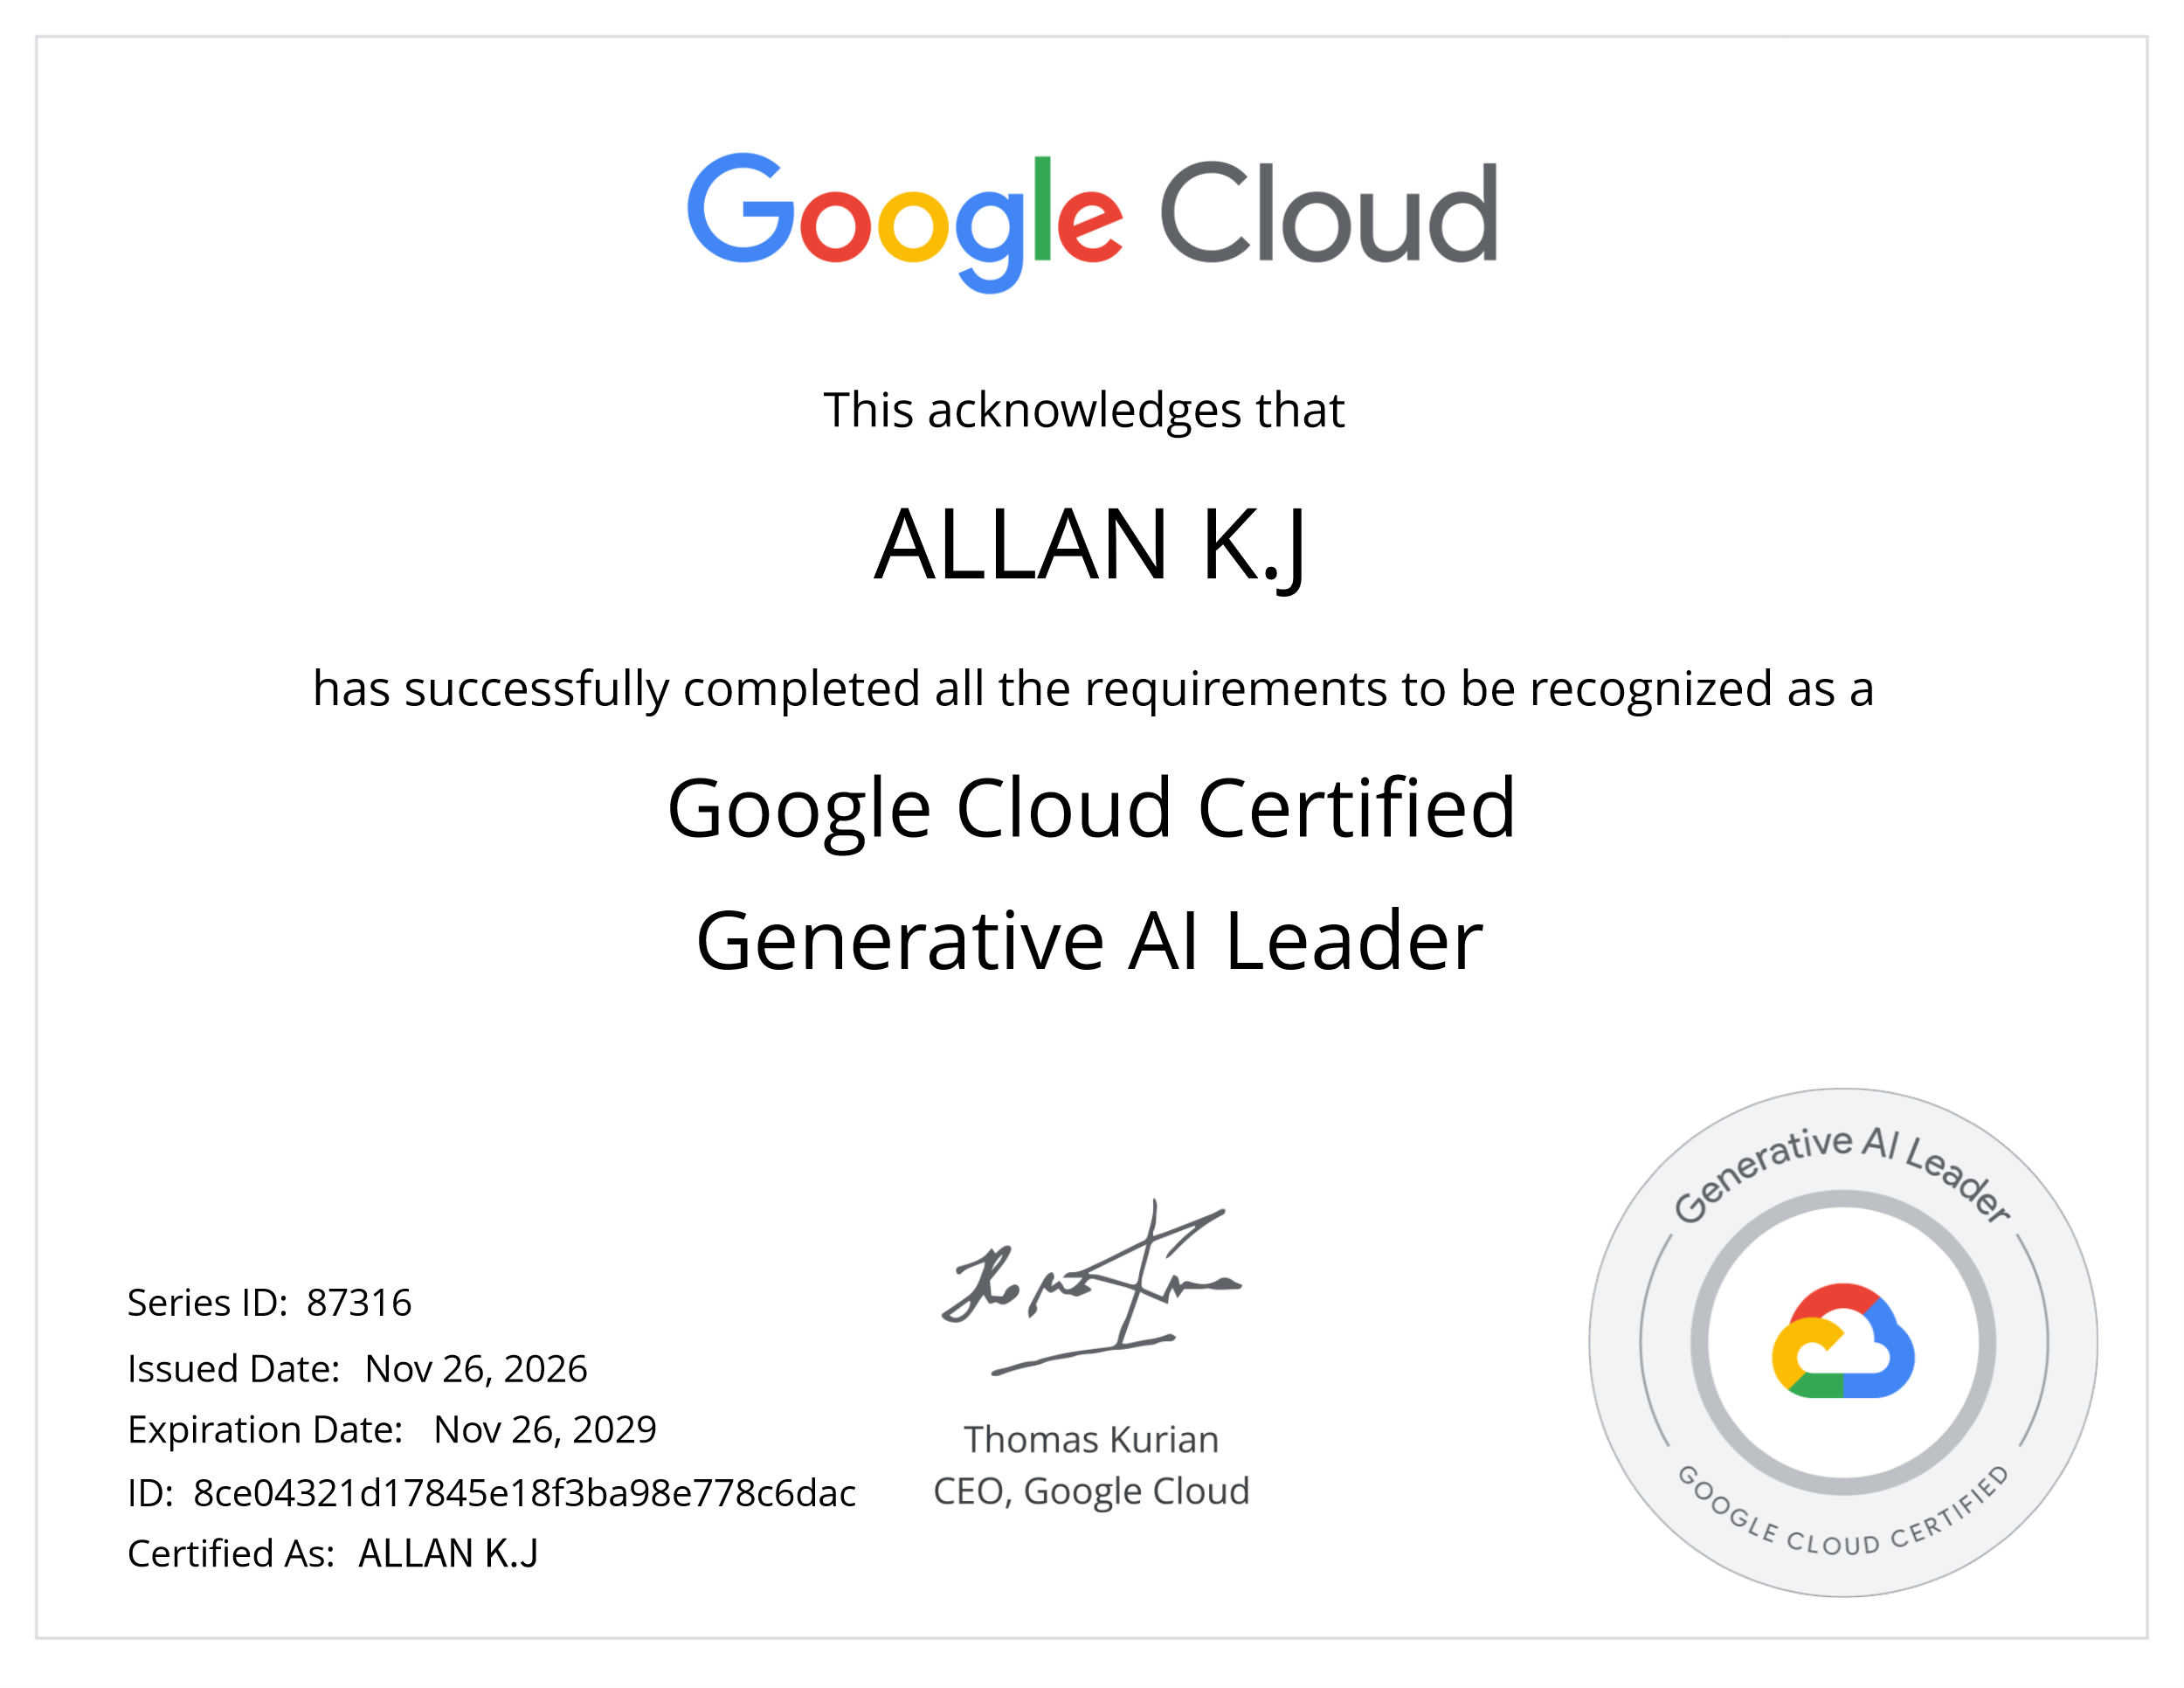 Google Cloud
This acknowledges that
ALLAN K.J
has successfully completed all the requirements to be recognized as a
Google Cloud Certified
Generative AI Leader
Series ID: 87316
Issued Date: Nov 26, 2026
Expiration Date: Nov 26, 2029
ID: 8ce04321d17845e18f3ba98e778c6dac
Certified As: ALLAN K.J
Thomas Kurian
CEO, Google Cloud
Generative AI Leader
GOOGLE CLOUD CERTIFIED